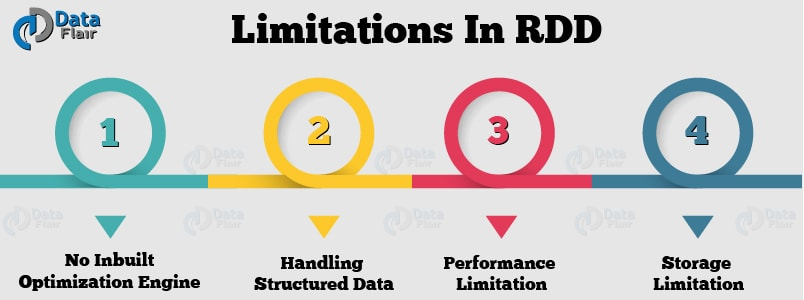 Data
Flair
Limitations In RDD
1
2
3
4
No Inbuilt
Optimization Engine
Handling
Structured Data
Performance
Limitation
Storage
Limitation